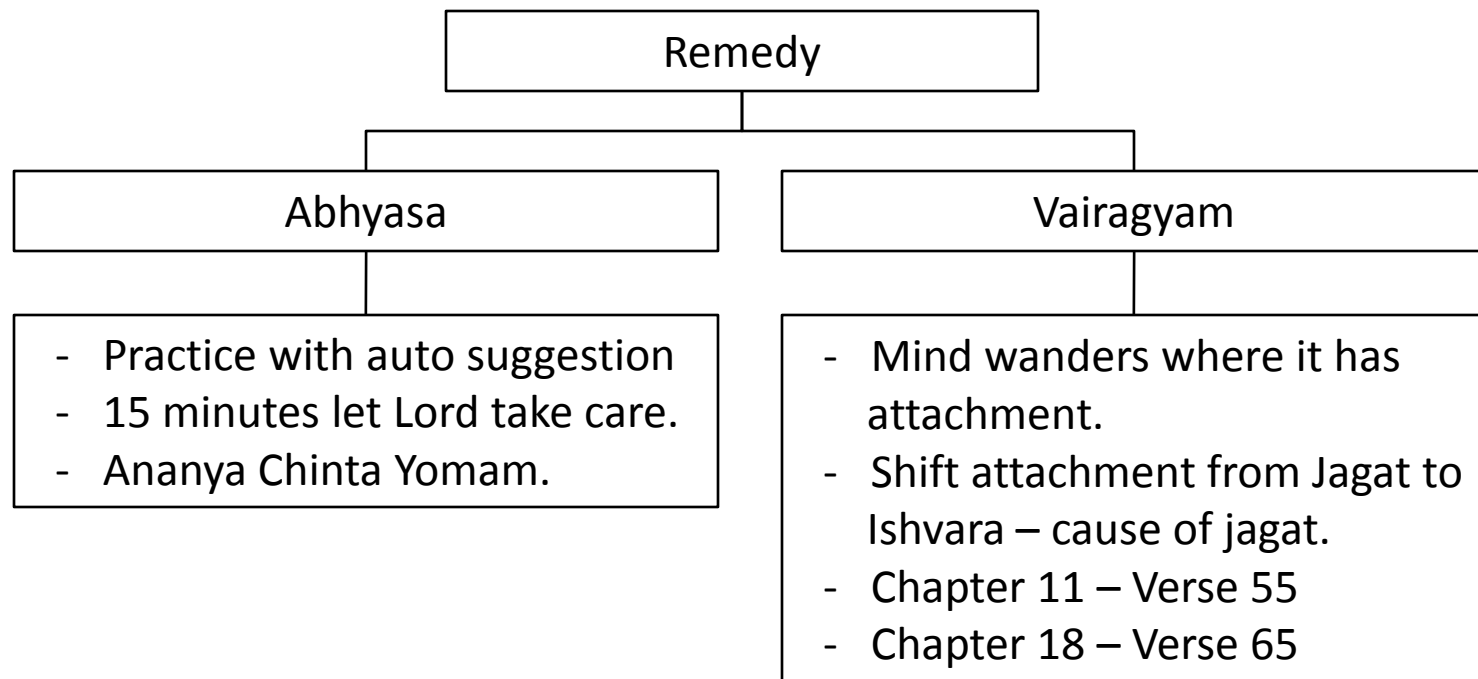 Remedy
Abhyasa
- Practice with auto suggestion
- 15 minutes let Lord take care.
- Ananya Chinta Yomam.
Vairagyam
- Mind wanders where it has
attachment.
- Shift attachment from Jagat to
Ishvara – cause of jagat.
- Chapter 11 – Verse 55
- Chapter 18 – Verse 65